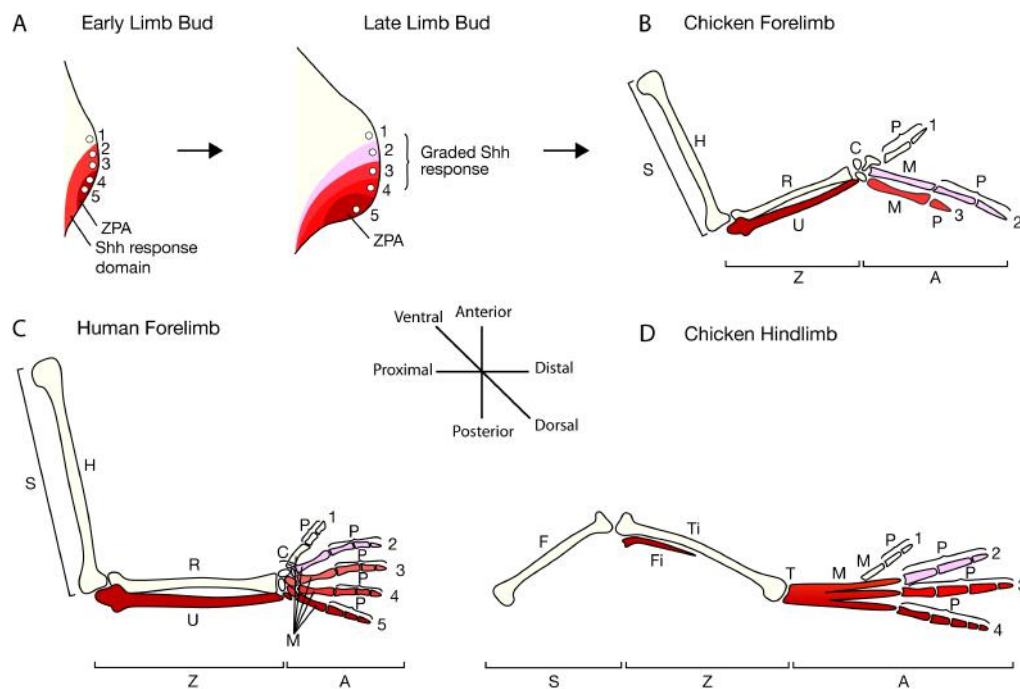 A Early Limb Bud
Late Limb Bud
1
2
3
4
5
ZPA
Shh response
domain
1
2
3
4
5
Graded Shh
response
ZPA
B Chicken Forelimb
S
H
R
U
C
P
1
M
P
2
M
P
3
Z
A
C Human Forelimb
S
H
R
U
C
P
1
P
2
P
3
P
4
P
5
M
Z
A
Ventral
Anterior
Proximal
Distal
Posterior
Dorsal
D Chicken Hindlimb
F
Ti
Fi
T
M
M
P
1
P
2
P
3
P
4
S
Z
A